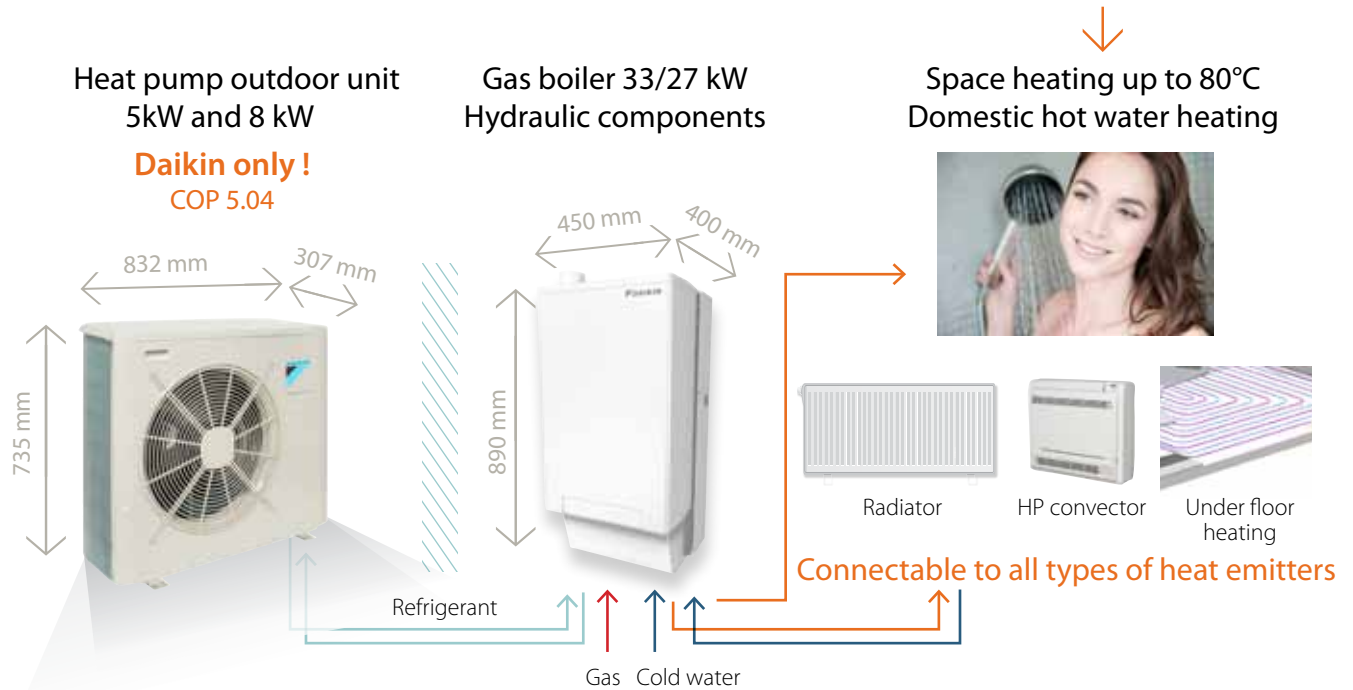 Heat pump outdoor unit
5kW and 8 kW
Daikin only !
COP 5.04
832 mm
307 mm
735 mm
Gas boiler 33/27 kW
Hydraulic components
450 mm
400 mm
890 mm
DAIKIN
Space heating up to 80°C
Domestic hot water heating
Radiator
HP convector
Under floor
heating
Connectable to all types of heat emitters
Refrigerant
Gas
Cold water